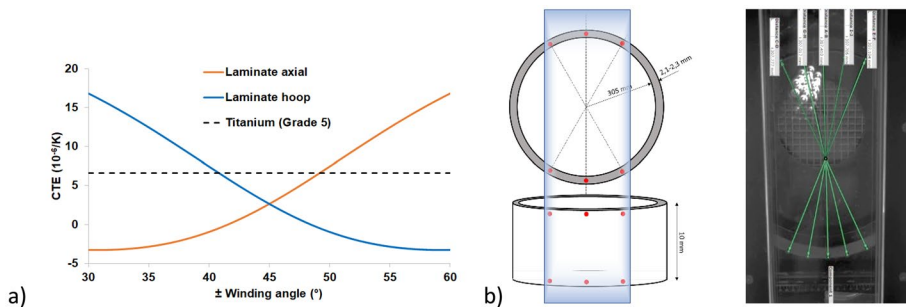 20
15
10
5
0
-5
CTE (10⁻⁶/K)
Laminate axial
Laminate hoop
Titanium (Grade 5)
30
35
40
45
50
55
60
± Winding angle (°)
a)
2,1-2,3 mm
305 mm
10 mm
b)